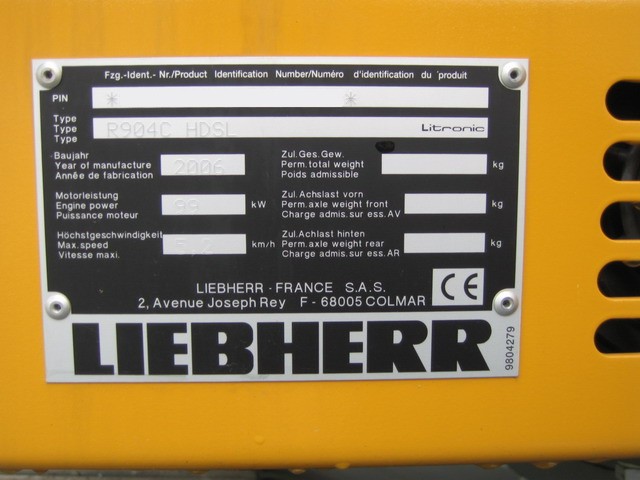 Fzg.-Ident.- Nr./Product Identification Number/Numéro d'identification du produit
PIN * *
Type
Type R904C HDSL Litronic
Type
Baujahr
Year of manufacture 2006
Année de fabrication
Zul.Ges.Gew.
Perm.total weight kg
Poids admissible
Motorleistung
Engine power 99 kW
Puissance moteur
Zul.Achslast vorn
Perm.axle weight front kg
Charge admis.sur ess.AV
Höchstgeschwindigkeit
Max.speed km/h
Vitesse maxi.
Zul.Achslast hinten
Perm.axle weight rear kg
Charge admis.sur ess.AR
LIEBHERR - FRANCE S.A.S.
2, Avenue Joseph Rey F - 68005 COLMAR
CE
LIEBHERR
9804279